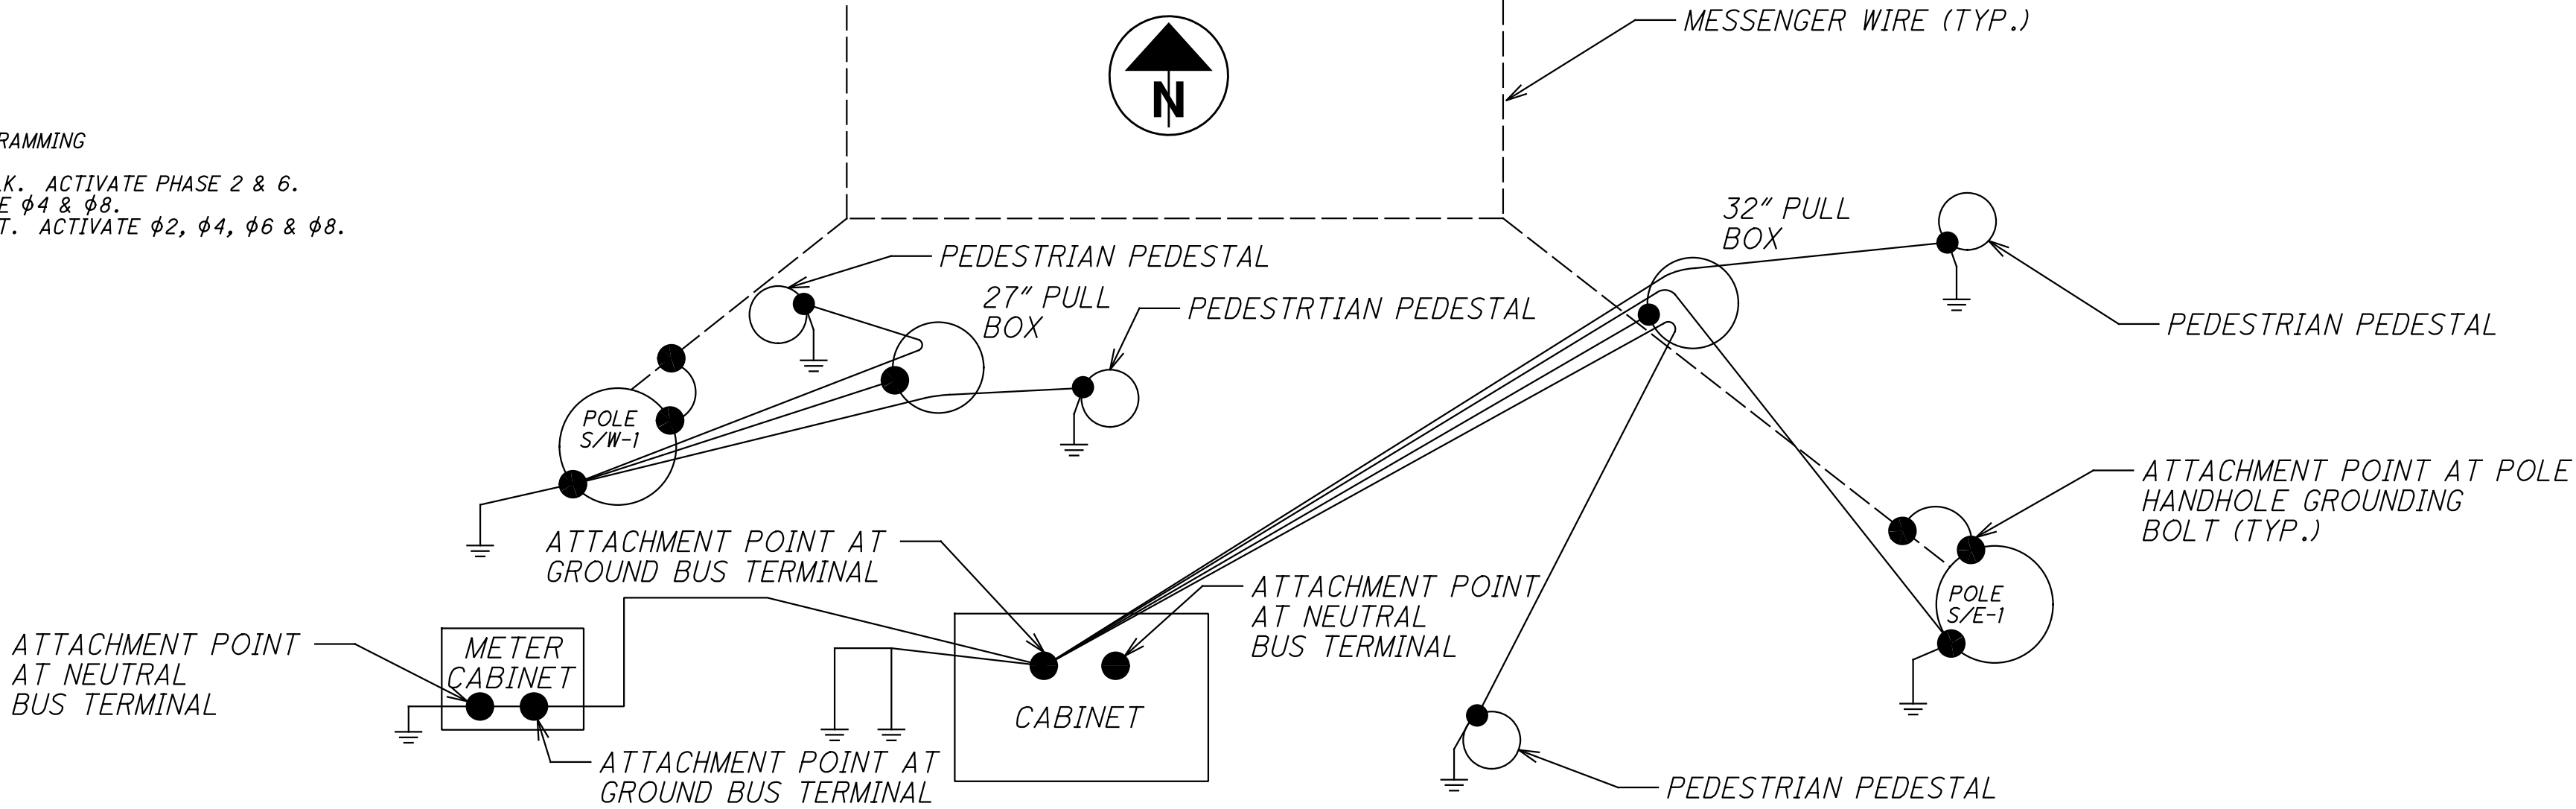 MESSENGER WIRE (TYP.)
N
RAMMING
LK. ACTIVATE PHASE 2 & 6.
E ϕ4 & ϕ8.
T. ACTIVATE ϕ2, ϕ4, ϕ6 & ϕ8.
32" PULL
BOX
PEDESTRIAN PEDESTAL
27" PULL
BOX
PEDESTRTIAN PEDESTAL
PEDESTRIAN PEDESTAL
POLE
S/W-1
ATTACHMENT POINT AT POLE
HANDHOLE GROUNDING
BOLT (TYP.)
ATTACHMENT POINT AT
GROUND BUS TERMINAL
ATTACHMENT POINT
AT NEUTRAL
BUS TERMINAL
POLE
S/E-1
ATTACHMENT POINT
AT NEUTRAL
BUS TERMINAL
METER
CABINET
CABINET
ATTACHMENT POINT AT
GROUND BUS TERMINAL
PEDESTRIAN PEDESTAL